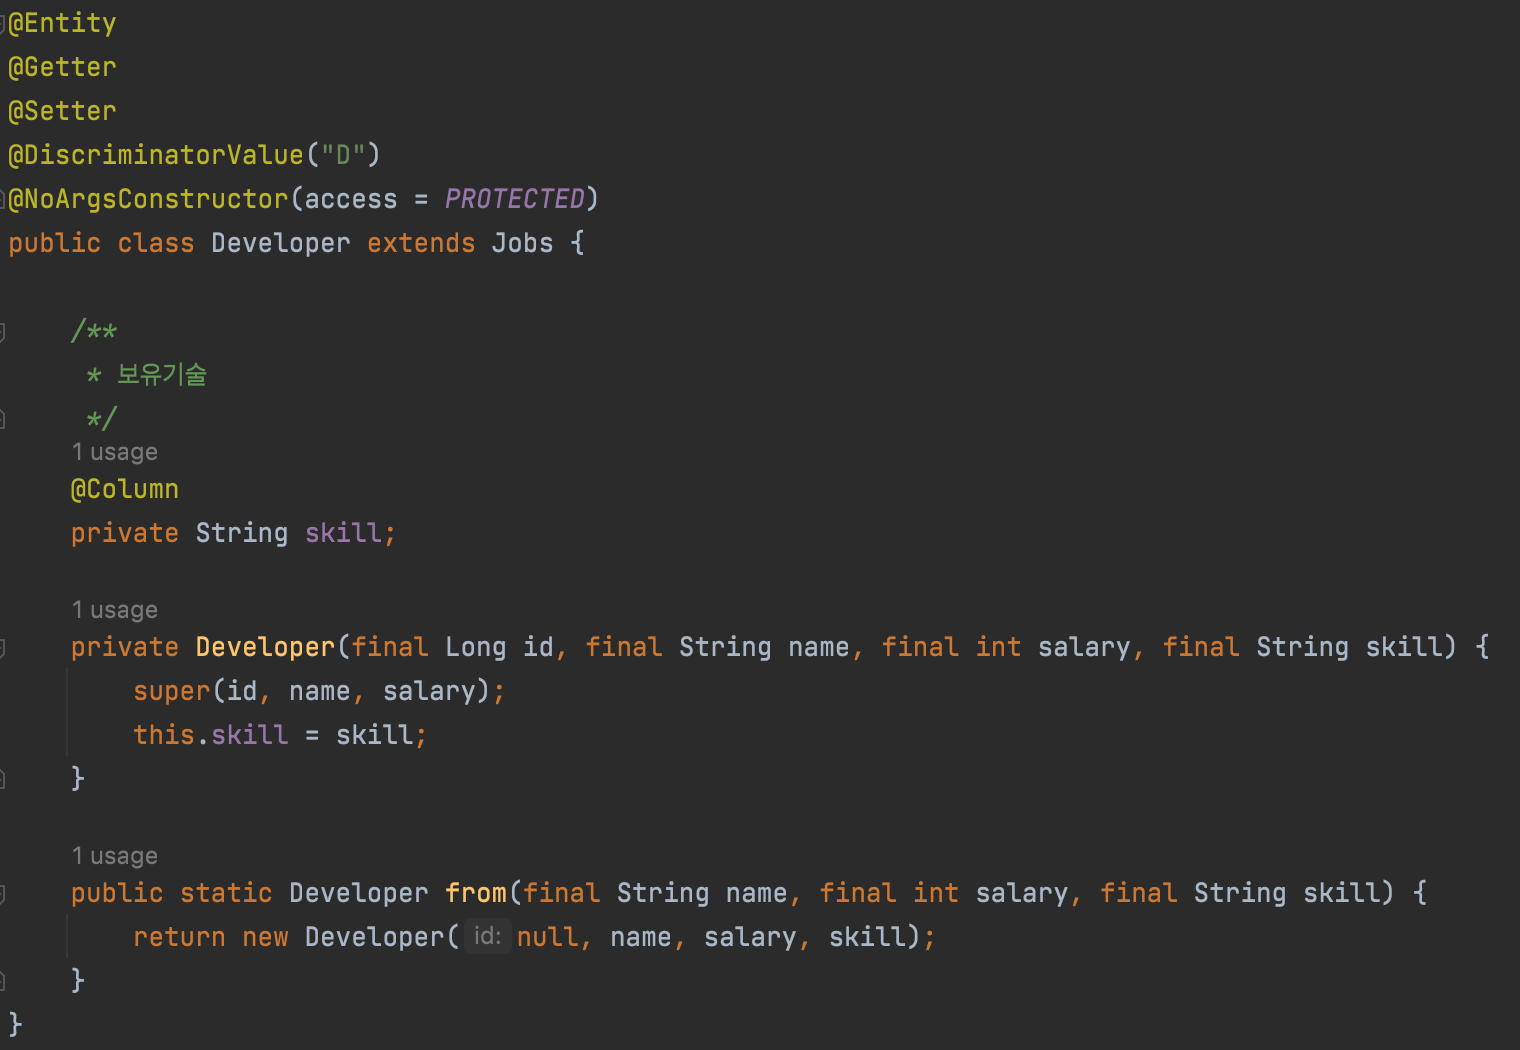 @Entity
@Getter
@Setter
@DiscriminatorValue("D")
@NoArgsConstructor(access = PROTECTED)
public class Developer extends Jobs {
/**
* 보유기술
*/
1 usage
@Column
private String skill;
1 usage
private Developer(final Long id, final String name, final int salary, final String skill) {
super(id, name, salary);
this.skill = skill;
}
1 usage
public static Developer from(final String name, final int salary, final String skill) {
return new Developer( id: null, name, salary, skill);
}
}